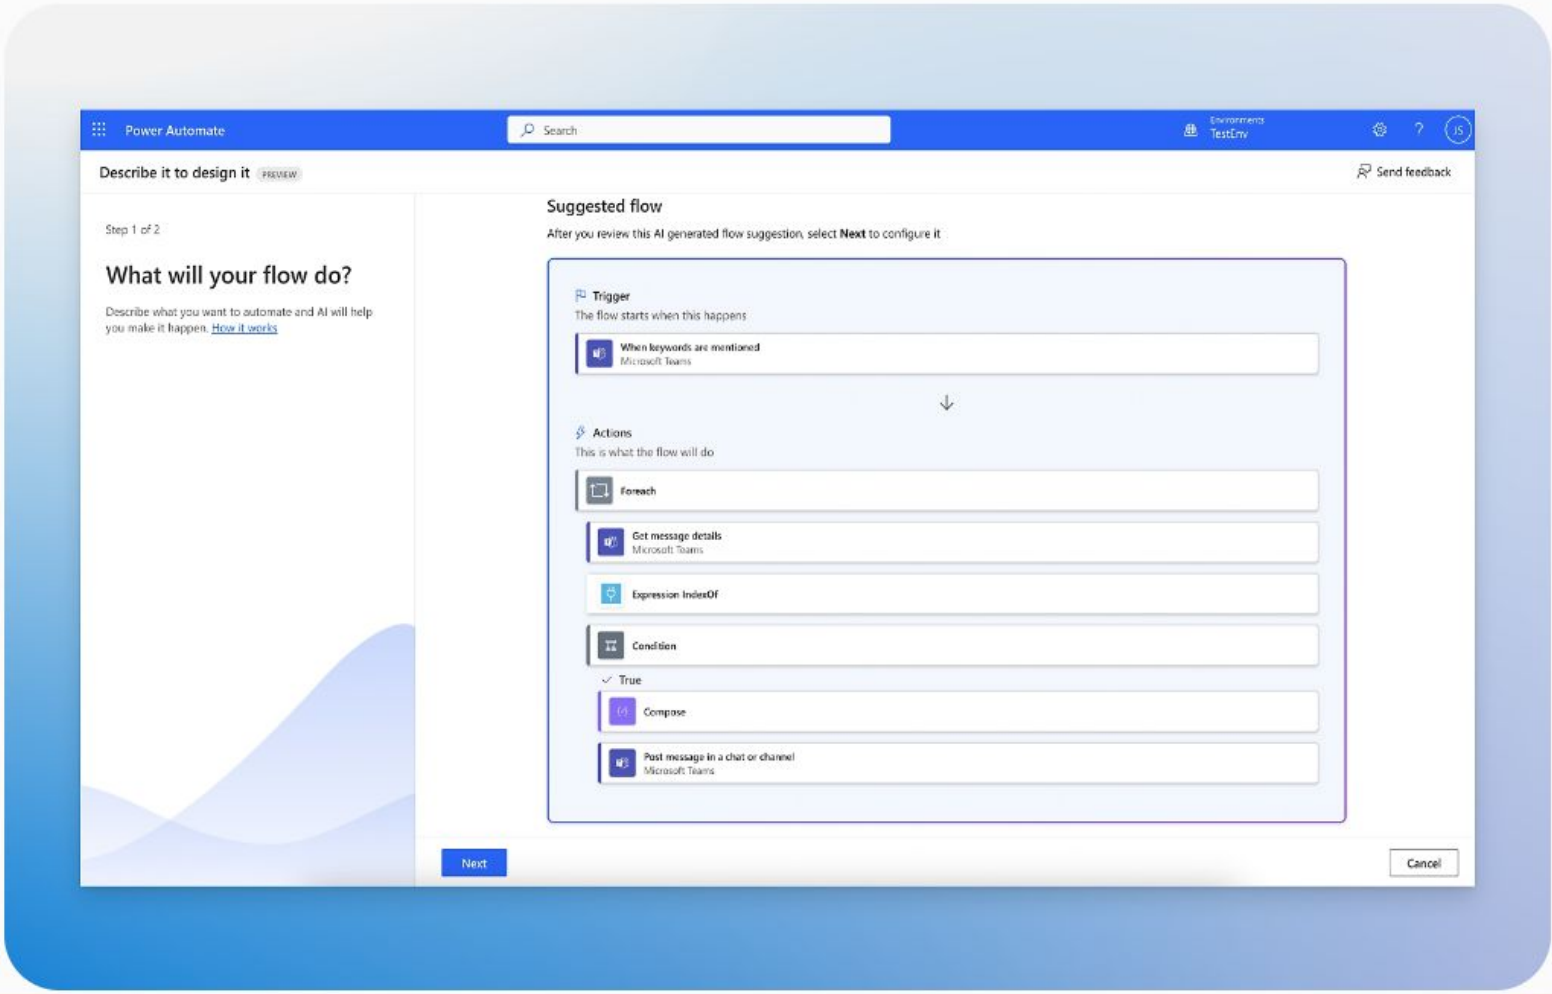 Power Automate
Search
Environments
TestEnv
?
JS
Describe it to design it PREVIEW
Send feedback
Step 1 of 2
What will your flow do?
Describe what you want to automate and AI will help
you make it happen. How it works
Suggested flow
After you review this AI generated flow suggestion, select Next to configure it
Trigger
The flow starts when this happens
When keywords are mentioned
Microsoft Teams
Actions
This is what the flow will do
Foreach
Get message details
Microsoft Teams
Expression IndexOf
Condition
True
Compose
Post message in a chat or channel
Microsoft Teams
Next
Cancel